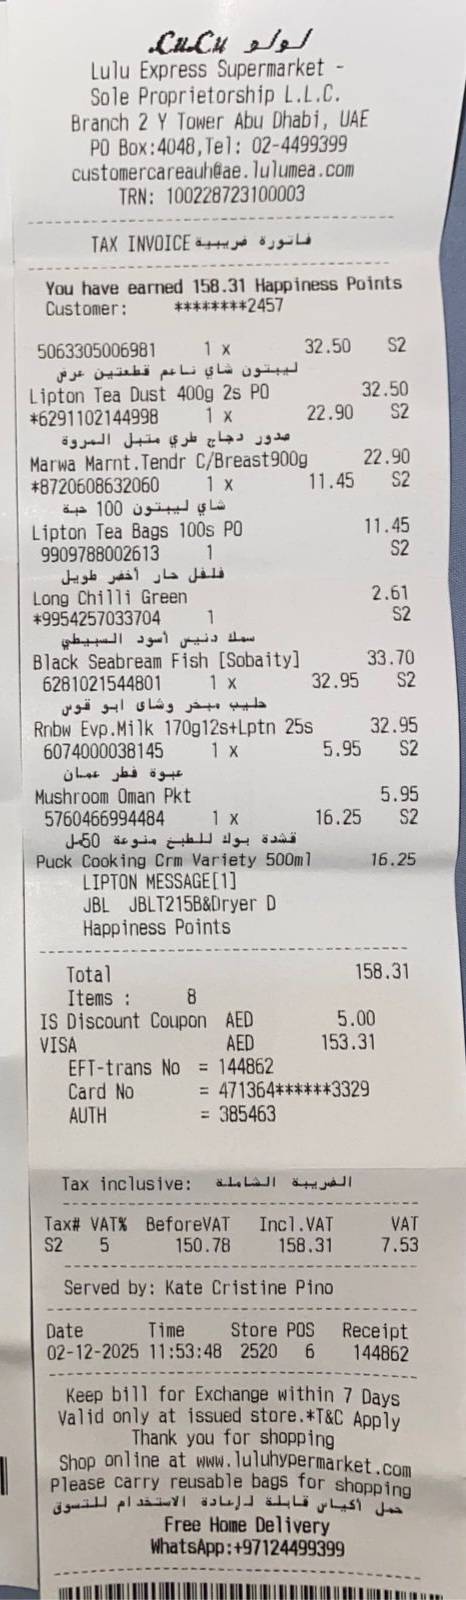 LuLu لولو
Lulu Express Supermarket -
Sole Proprietorship L.L.C.
Branch 2 Y Tower Abu Dhabi, UAE
PO Box:4048,Tel: 02-4499399
customercareauh@ae.lulumea.com
TRN: 100228723100003
TAX INVOICE فاتورة ضريبية
You have earned 158.31 Happiness Points
Customer: ********2457
5063305006981 1 x 32.50 S2
ليبتون شاي ناعم قطعتين عرض
Lipton Tea Dust 400g 2s PO 32.50
*6291102144998 1 x 22.90 S2
صدور دجاج طري متبل المروة
Marwa Marnt.Tendr C/Breast900g 22.90
*8720608632060 1 x 11.45 S2
شاي ليبتون 100 حبة
Lipton Tea Bags 100s PO 11.45
9909788002613 1 S2
فلفل حار أخضر طويل
Long Chilli Green 2.61
*9954257033704 1 S2
سمك دنيس أسود السبيطي
Black Seabream Fish [Sobaity] 33.70
6281021544801 1 x 32.95 S2
حليب مبخر وشاي ابو قوس
Rnbw Evp.Milk 170g12s+Lptn 25s 32.95
6074000038145 1 x 5.95 S2
عبوة فطر عمان
Mushroom Oman Pkt 5.95
5760466994484 1 x 16.25 S2
قشدة بوك للطبخ منوعة 50مل
Puck Cooking Crm Variety 500ml 16.25
LIPTON MESSAGE[1]
JBL JBLT215B&Dryer D
Happiness Points
Total 158.31
Items : 8
IS Discount Coupon AED 5.00
VISA AED 153.31
EFT-trans No = 144862
Card No = 471364******3329
AUTH = 385463
Tax inclusive: الضريبة الشاملة
Tax# VAT% BeforeVAT Incl.VAT VAT
S2 5 150.78 158.31 7.53
Served by: Kate Cristine Pino
Date Time Store POS Receipt
02-12-2025 11:53:48 2520 6 144862
Keep bill for Exchange within 7 Days
Valid only at issued store.*T&C Apply
Thank you for shopping
Shop online at www.luluhypermarket.com
Please carry reusable bags for shopping
حمل أكياس قابلة لإعادة الاستخدام للتسوق
Free Home Delivery
WhatsApp:+97124499399